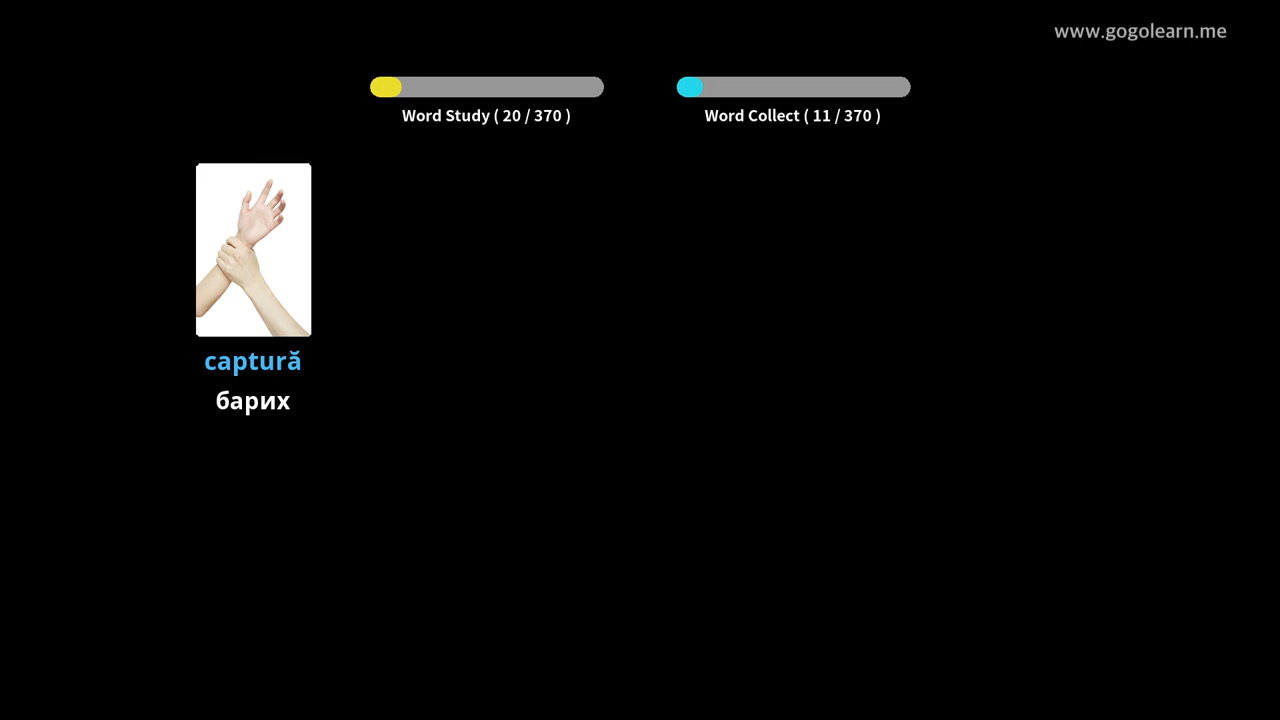 www.gogolearn.me
Word Study ( 20 / 370 )
Word Collect ( 11 / 370 )
captură
барих